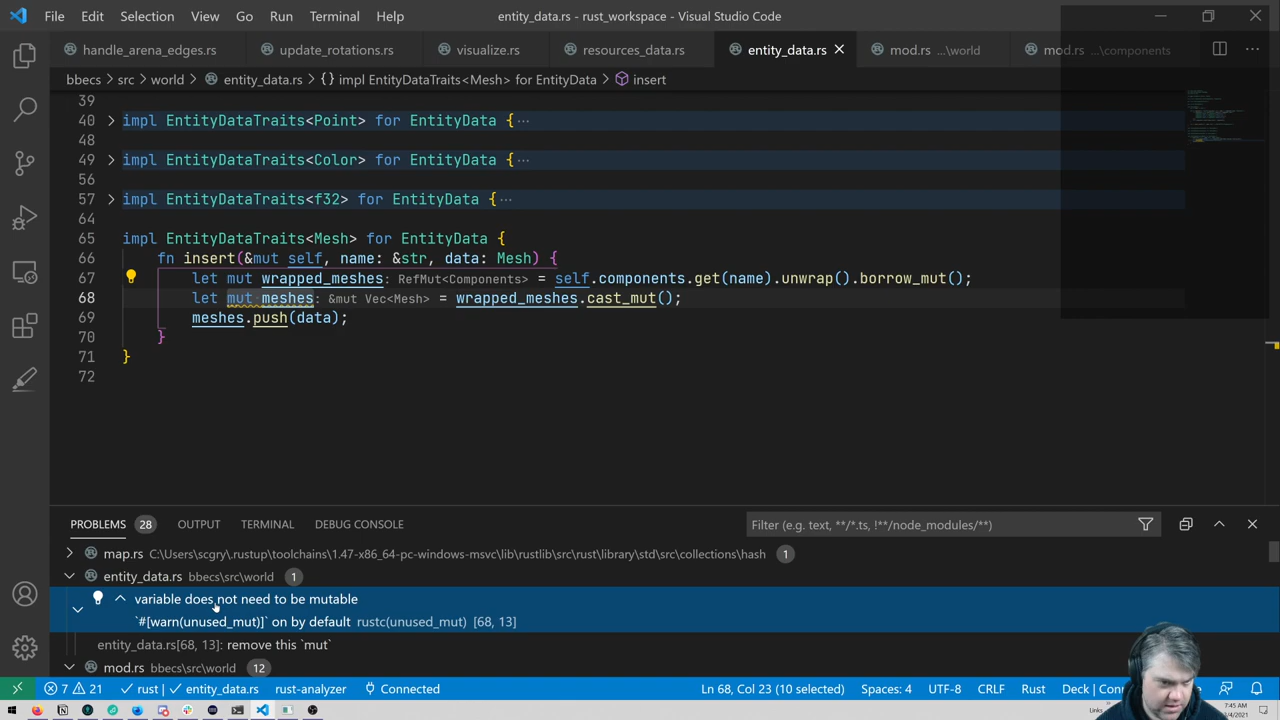 File Edit Selection View Go Run Terminal Help entity_data.rs - rust_workspace - Visual Studio Code
handle_arena_edges.rs update_rotations.rs visualize.rs resources_data.rs entity_data.rs mod.rs ...\world mod.rs ...\components
bbecs > src > world > entity_data.rs > {} impl EntityDataTraits<Mesh> for EntityData > insert
39
40 impl EntityDataTraits<Point> for EntityData {···
48
49 impl EntityDataTraits<Color> for EntityData {···
56
57 impl EntityDataTraits<f32> for EntityData {···
64
65 impl EntityDataTraits<Mesh> for EntityData {
66 fn insert(&mut self, name: &str, data: Mesh) {
67 let mut wrapped_meshes: RefMut<Components> = self.components.get(name).unwrap().borrow_mut();
68 let mut meshes: &mut Vec<Mesh> = wrapped_meshes.cast_mut();
69 meshes.push(data);
70 }
71 }
72
PROBLEMS 28 OUTPUT TERMINAL DEBUG CONSOLE Filter (e.g. text, **/*.ts, !**/node_modules/**)
map.rs C:\Users\scgry\.rustup\toolchains\1.47-x86_64-pc-windows-msvc\lib\rustlib\src\rust\library\std\src\collections\hash 1
entity_data.rs bbecs\src\world 1
variable does not need to be mutable
`#[warn(unused_mut)]` on by default rustc(unused_mut) [68, 13]
entity_data.rs[68, 13]: remove this `mut`
mod.rs bbecs\src\world 12
7 21 rust | entity_data.rs rust-analyzer Connected Ln 68, Col 23 (10 selected) Spaces: 4 UTF-8 CRLF Rust Deck | Con
Links 7:45 AM